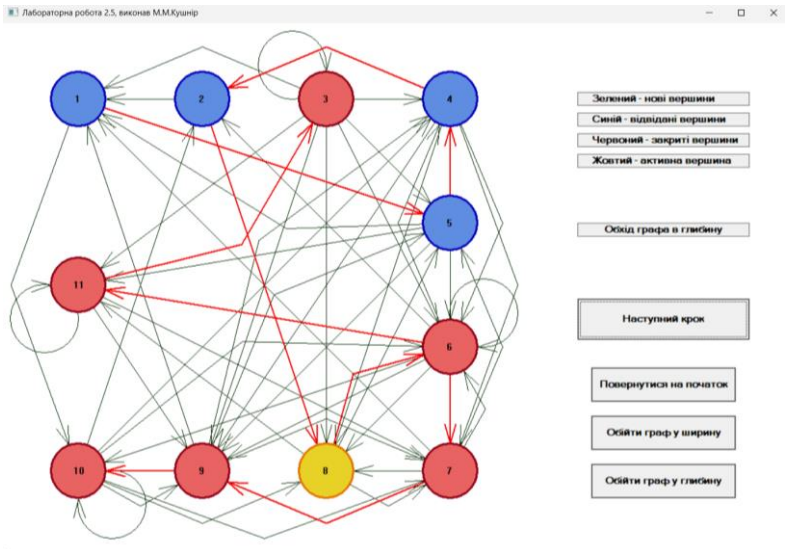 Лабораторна робота 2.5, виконав М.М.Кушнір
1
2
3
4
Зелений - нові вершини
Синій - відвідані вершини
Червоний - закриті вершини
Жовтий - активна вершина
5
Обхід графа в глибину
11
6
Наступний крок
Повернутися на початок
Обійти граф у ширину
10
9
8
7
Обійти граф у глибину